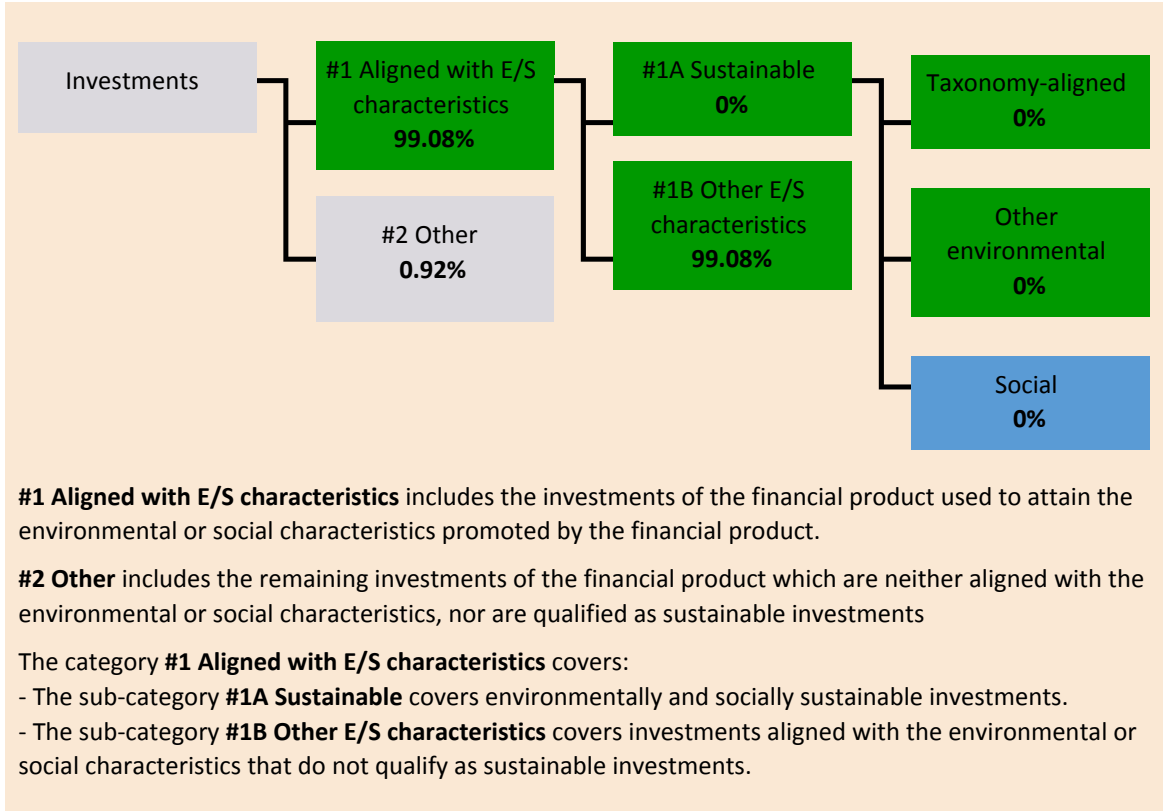 Investments
#1 Aligned with E/S
characteristics
99.08%
#2 Other
0.92%
#1A Sustainable
0%
#1B Other E/S
characteristics
99.08%
Taxonomy-aligned
0%
Other
environmental
0%
Social
0%
#1 Aligned with E/S characteristics includes the investments of the financial product used to attain the
environmental or social characteristics promoted by the financial product.
#2 Other includes the remaining investments of the financial product which are neither aligned with the
environmental or social characteristics, nor are qualified as sustainable investments
The category #1 Aligned with E/S characteristics covers:
- The sub-category #1A Sustainable covers environmentally and socially sustainable investments.
- The sub-category #1B Other E/S characteristics covers investments aligned with the environmental or
social characteristics that do not qualify as sustainable investments.